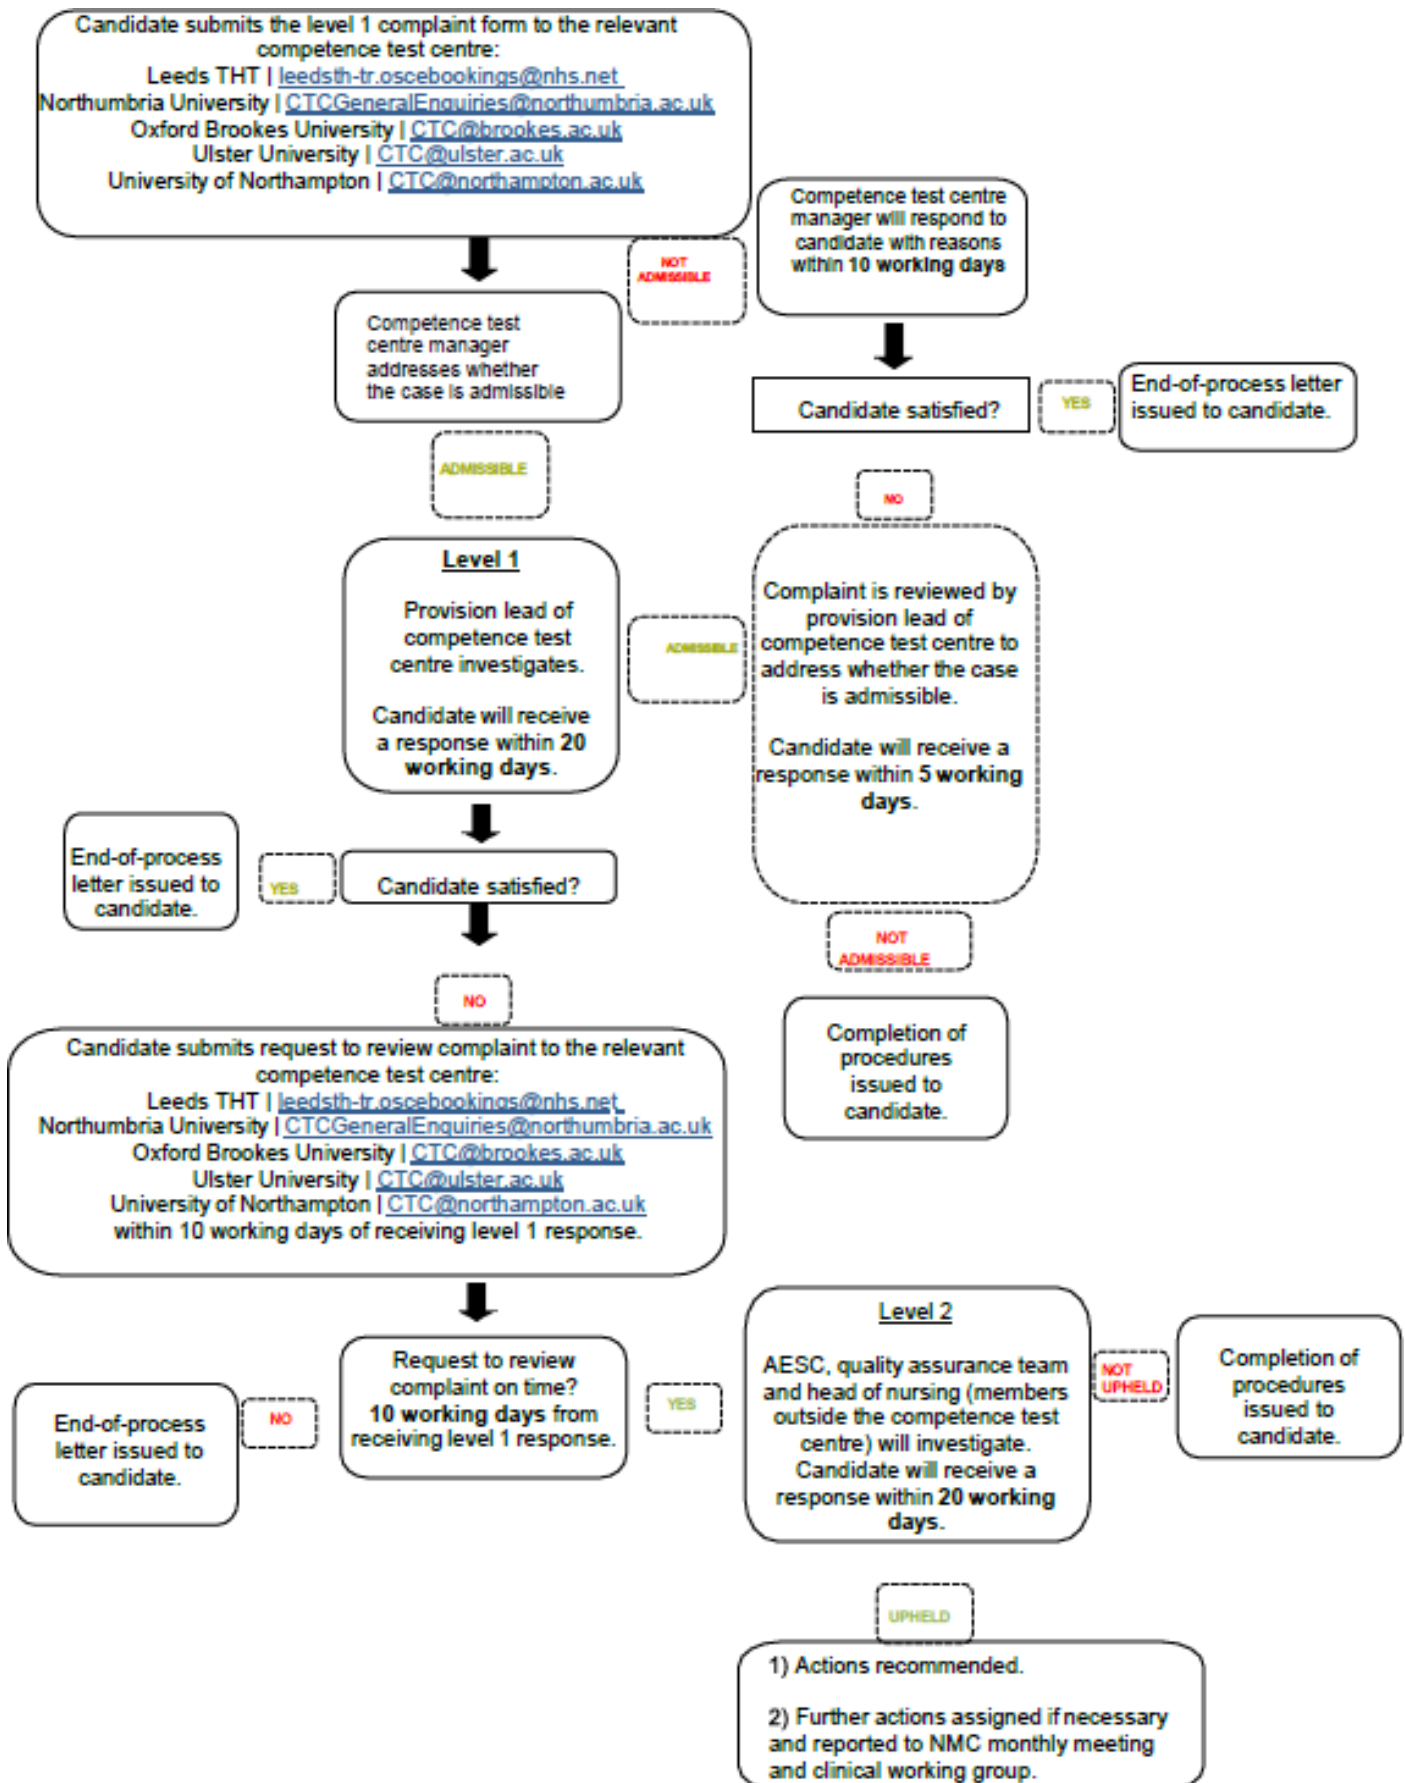 Candidate submits the level 1 complaint form to the relevant
competence test centre:
Leeds THT | leedsth-tr.oscebookings@nhs.net
Northumbria University | CTCGeneralEnquiries@northumbria.ac.uk
Oxford Brookes University | CTC@brookes.ac.uk
Ulster University | CTC@ulster.ac.uk
University of Northampton | CTC@northampton.ac.uk
NOT
ADMISSIBLE
Competence test centre
manager will respond to
candidate with reasons
within 10 working days
Competence test
centre manager
addresses whether
the case is admissible
Candidate satisfied?
YES
End-of-process letter
issued to candidate.
ADMISSIBLE
NO
Level 1
Provision lead of
competence test
centre investigates.
Candidate will receive
a response within 20
working days.
ADMISSIBLE
Complaint is reviewed by
provision lead of
competence test centre to
address whether the case
is admissible.
Candidate will receive a
response within 5 working
days.
End-of-process
letter issued to
candidate.
YES
Candidate satisfied?
NOT
ADMISSIBLE
NO
Completion of
procedures
issued to
candidate.
Candidate submits request to review complaint to the relevant
competence test centre:
Leeds THT | leedsth-tr.oscebookings@nhs.net
Northumbria University | CTCGeneralEnquiries@northumbria.ac.uk
Oxford Brookes University | CTC@brookes.ac.uk
Ulster University | CTC@ulster.ac.uk
University of Northampton | CTC@northampton.ac.uk
within 10 working days of receiving level 1 response.
End-of-process
letter issued to
candidate.
NO
Request to review
complaint on time?
10 working days from
receiving level 1 response.
YES
Level 2
AESC, quality assurance team
and head of nursing (members
outside the competence test
centre) will investigate.
Candidate will receive a
response within 20 working
days.
NOT
UPHELD
Completion of
procedures
issued to
candidate.
UPHELD
1) Actions recommended.
2) Further actions assigned if necessary
and reported to NMC monthly meeting
and clinical working group.